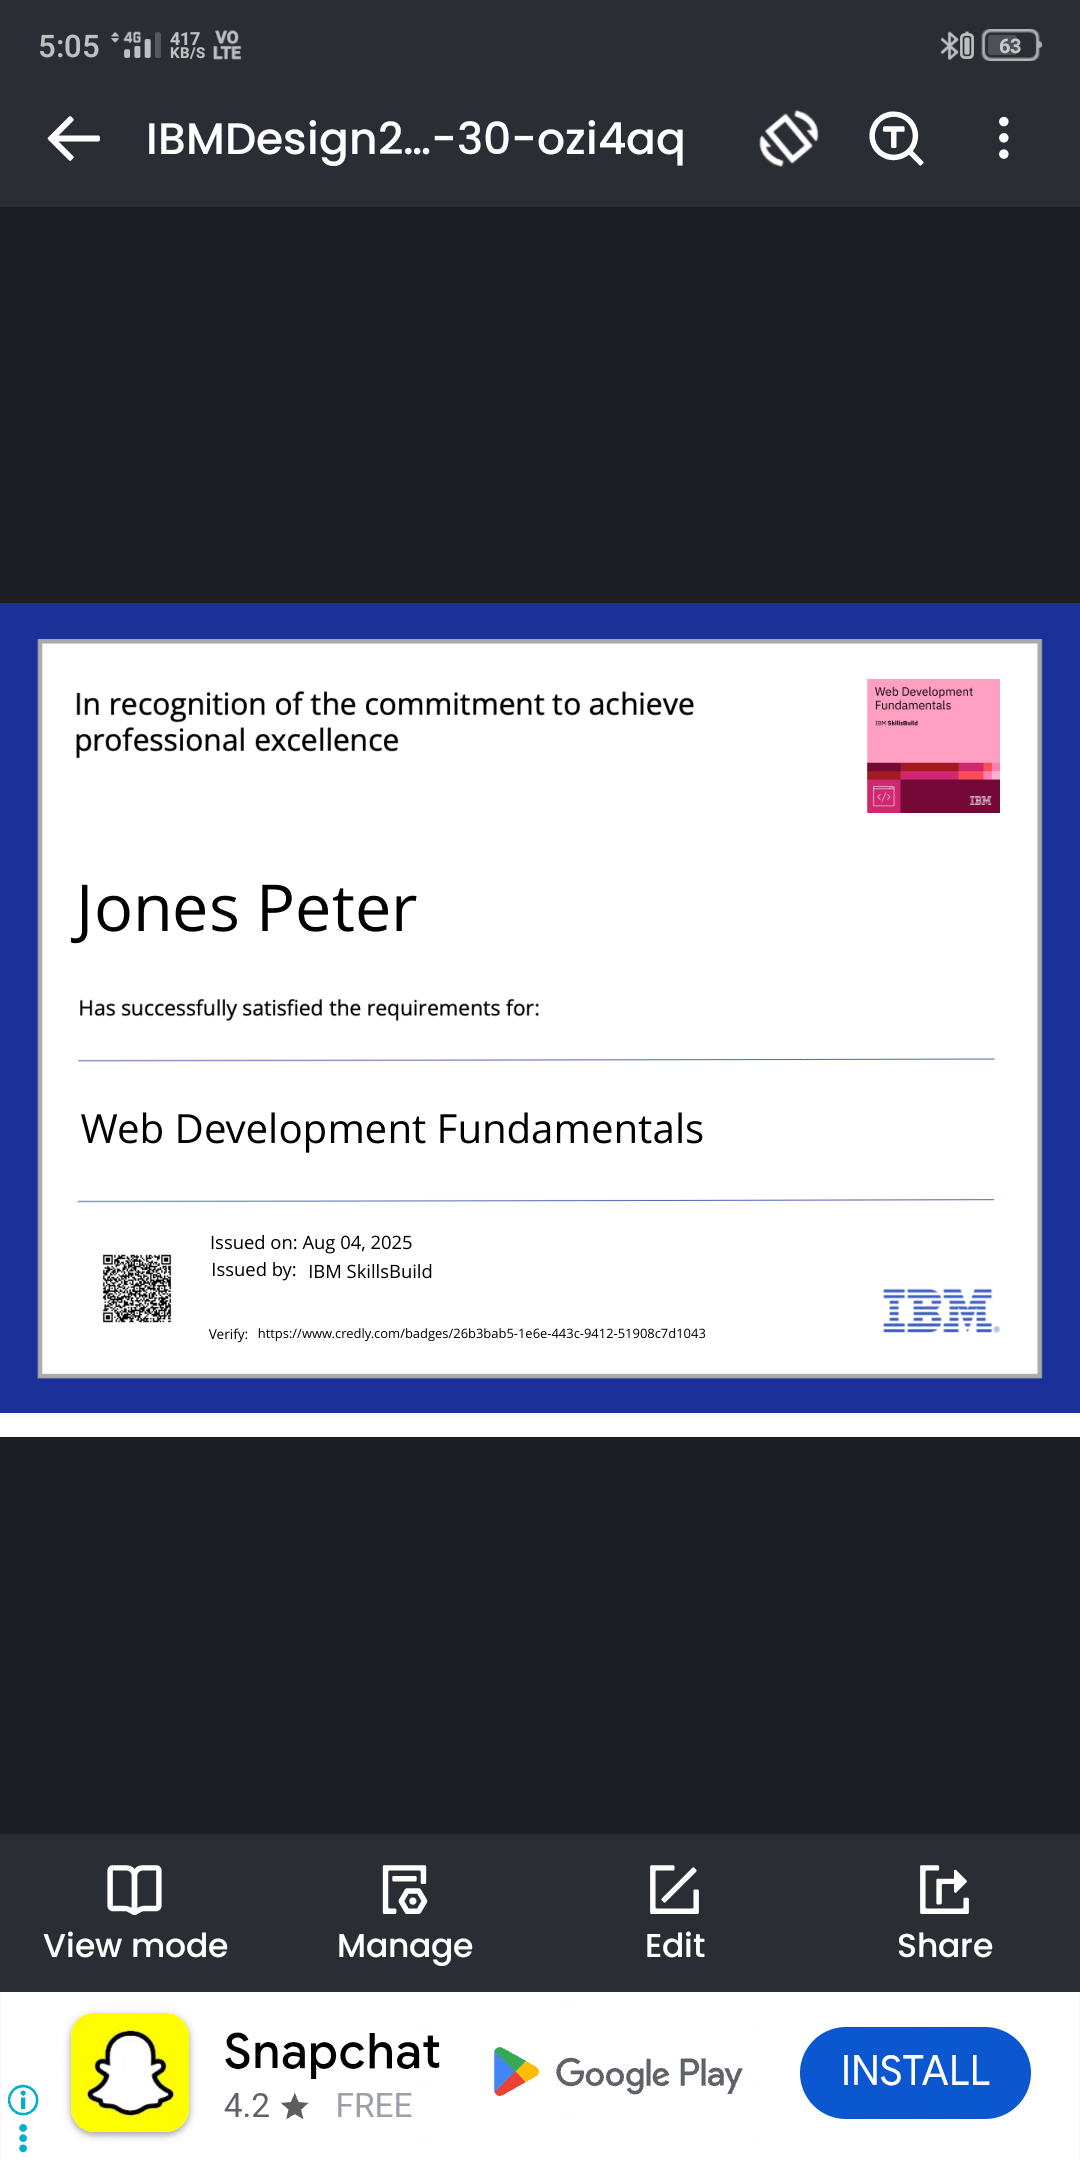 5:05 4G 417 KB/S VO LTE 63
IBMDesign2...-30-ozi4aq
In recognition of the commitment to achieve
professional excellence
Web Development
Fundamentals
IBM SkillsBuild
</>
IBM
Jones Peter
Has successfully satisfied the requirements for:
Web Development Fundamentals
Issued on: Aug 04, 2025
Issued by: IBM SkillsBuild
Verify: https://www.credly.com/badges/26b3bab5-1e6e-443c-9412-51908c7d1043
IBM®
View mode Manage Edit Share
Snapchat
4.2 ★ FREE
Google Play
INSTALL